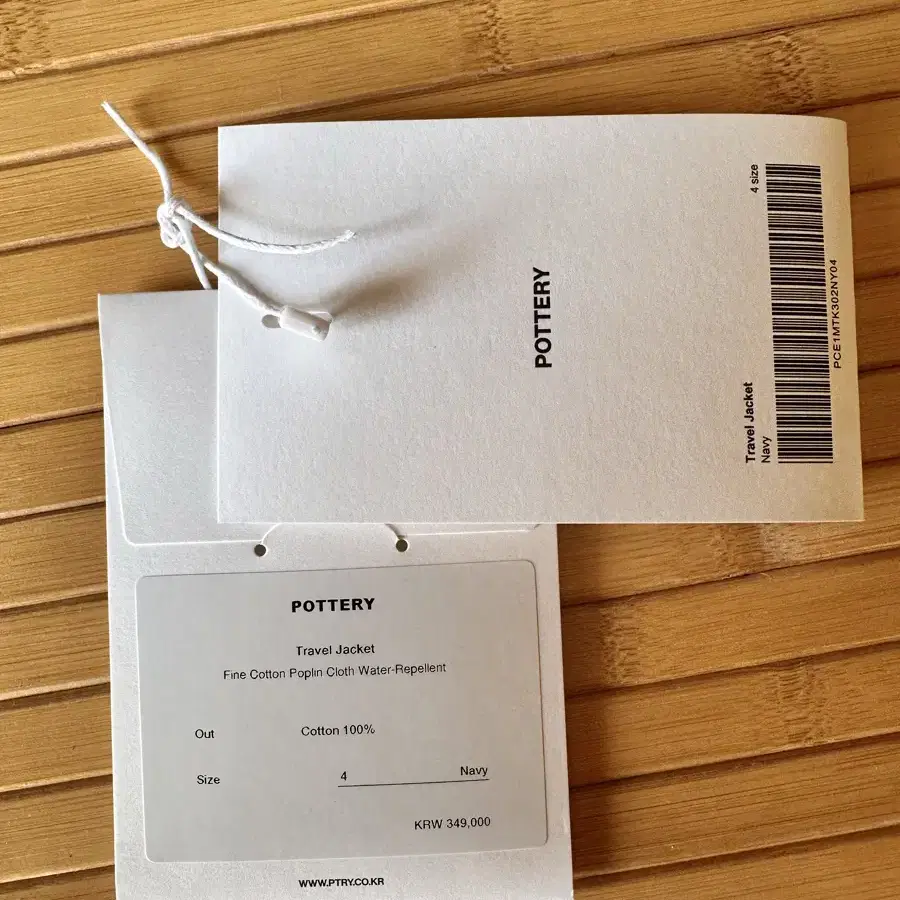 POTTERY
4 size
Travel Jacket
Navy
PCE1MTK302NY04
POTTERY
Travel Jacket
Fine Cotton Poplin Cloth Water-Repellent
Out Cotton 100%
Size 4 Navy
KRW 349,000
WWW.PTRY.CO.KR